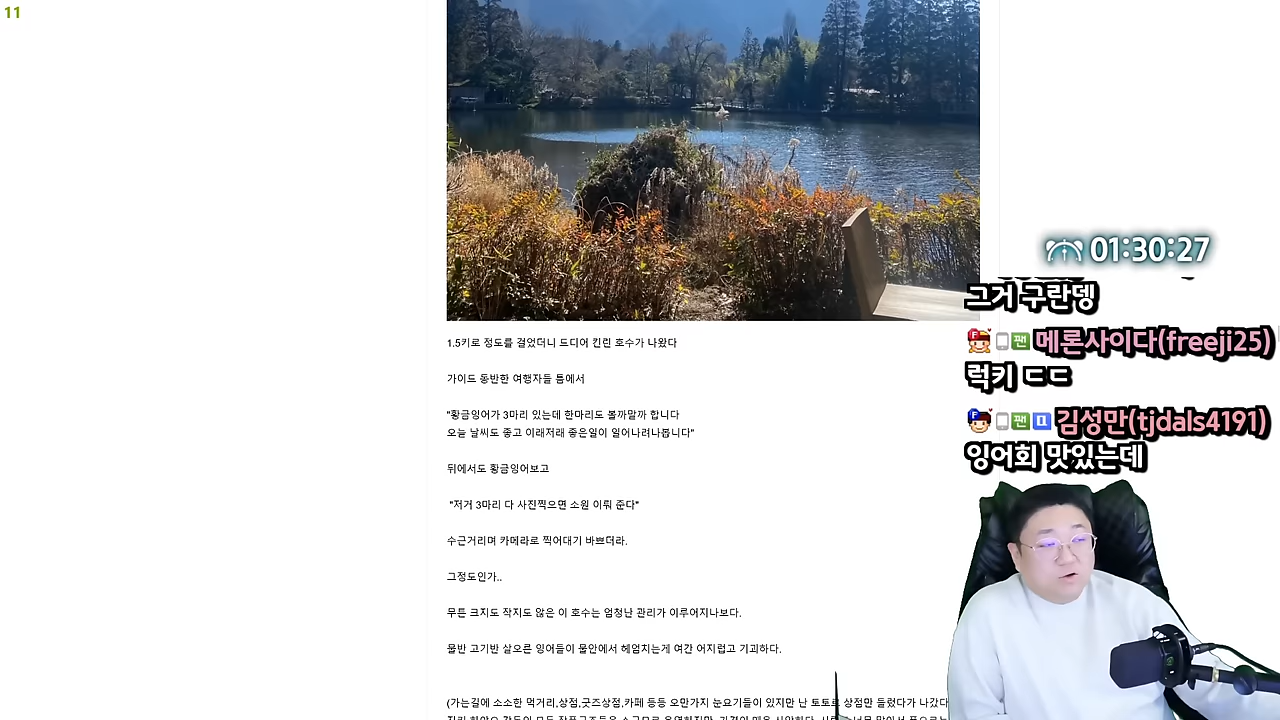 11
01:30:27
그거 구란뎅
메론사이다(freeji25)
럭키 ㄷㄷ
김성만(tjdals4191)
잉어회 맛있는데
1.5키로 정도를 걸었더니 드디어 킨린 호수가 나왔다
가이드 동반한 여행자들 틈에서
"황금잉어가 3마리 있는데 한마리도 볼까말까 합니다
오늘 날씨도 좋고 이래저래 좋은일이 일어나려나봅니다"
뒤에서도 황금잉어보고
"저거 3마리 다 사진찍으면 소원 이뤄 준다"
수근거리며 카메라로 찍어대기 바쁘더라.
그정도인가..
무튼 크지도 작지도 않은 이 호수는 엄청난 관리가 이루어지나보다.
물반 고기반 살오른 잉어들이 물안에서 헤엄치는게 여간 어지럽고 기괴하다.
(가는길에 소소한 먹거리,상점,굿즈상점,카페 등등 오만가지 눈요기들이 있지만 난 토토로 상점만 들렀다가 나갔다